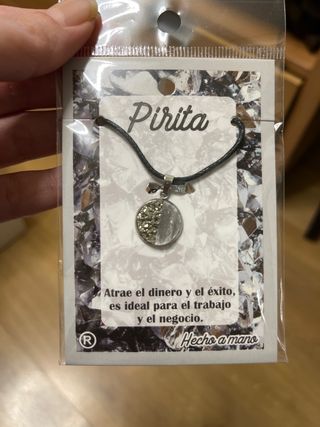 Pirita
Atrae el dinero y el éxito,
es ideal para el trabajo
y el negocio.
® Hecho a mano